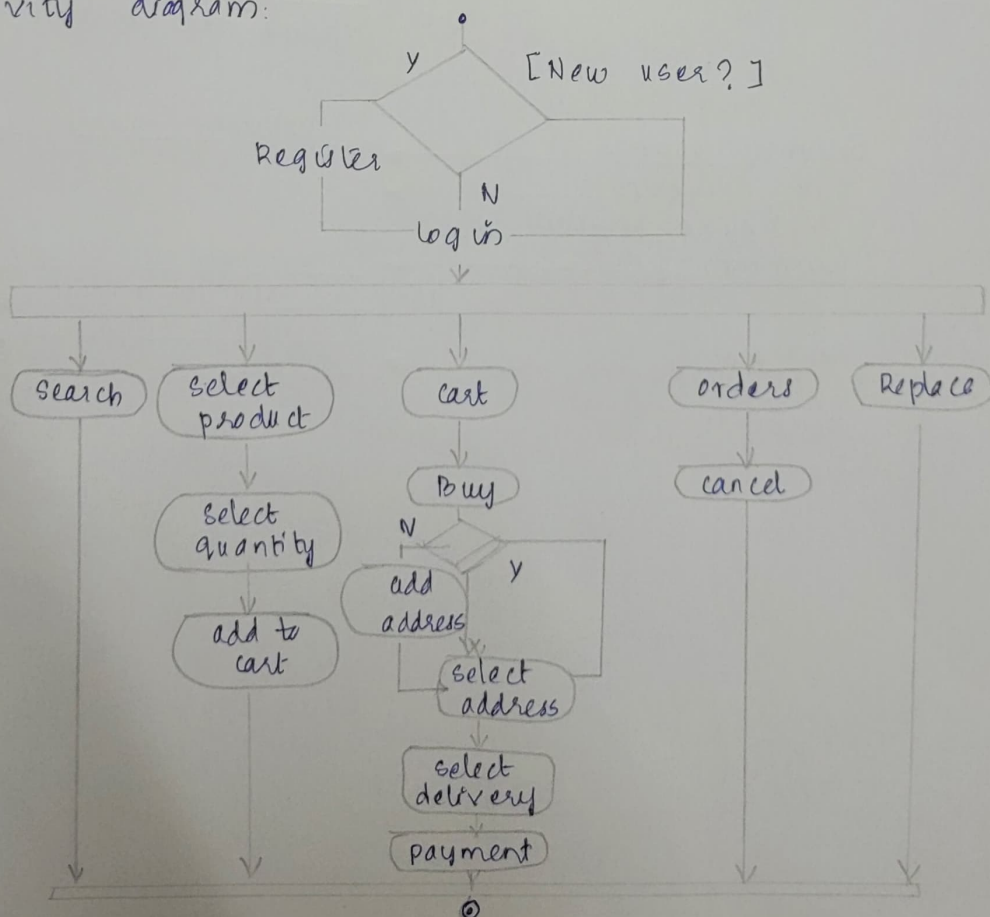 vity diagram:
Y
[New user?]
Register
N
Log in
Search
select
product
cart
orders
Replace
select
quantity
Buy
cancel
N
Y
add
address
add to
cart
select
address
select
delivery
payment